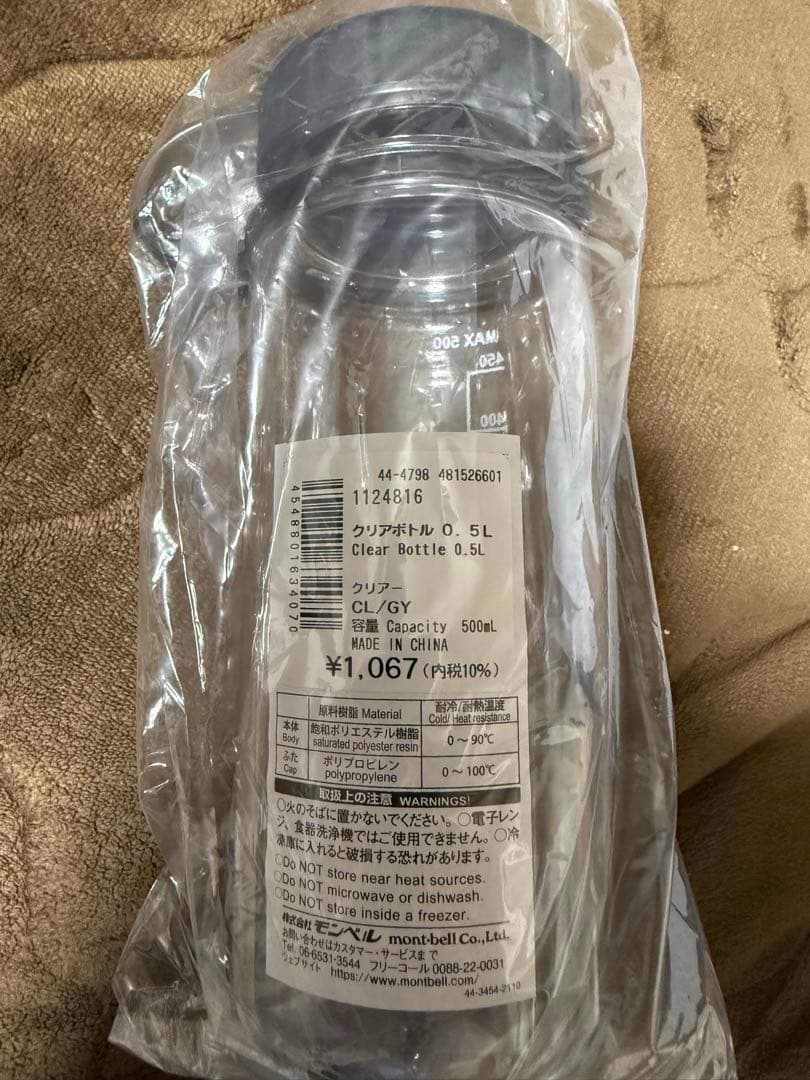 MAX 500
450
400
44-4798 481526601
1124816
4548801634070
クリアボトル 0.5L
Clear Bottle 0.5L
クリアー
CL/GY
容量 Capacity 500mL
MADE IN CHINA
¥1,067(内税10%)
原料樹脂 Material 耐冷/耐熱温度
Cold/ Heat resistance
本体 飽和ポリエステル樹脂
Body saturated polyester resin 0～90℃
ふた ポリプロピレン
Cap polypropylene 0～100℃
取扱上の注意 WARNINGS!
○火のそばに置かないでください。○電子レン
ジ、食器洗浄機ではご使用できません。○冷
凍庫に入れると破損する恐れがあります。
○Do NOT store near heat sources.
○Do NOT microwave or dishwash.
○Do NOT store inside a freezer.
株式会社モンベル mont-bell Co.,Ltd.
お問い合わせはカスタマー・サービスまで
Tel. 06-6531-3544 フリーコール 0088-22-0031
ウェブサイト https://www.montbell.com/
44-3454-2110